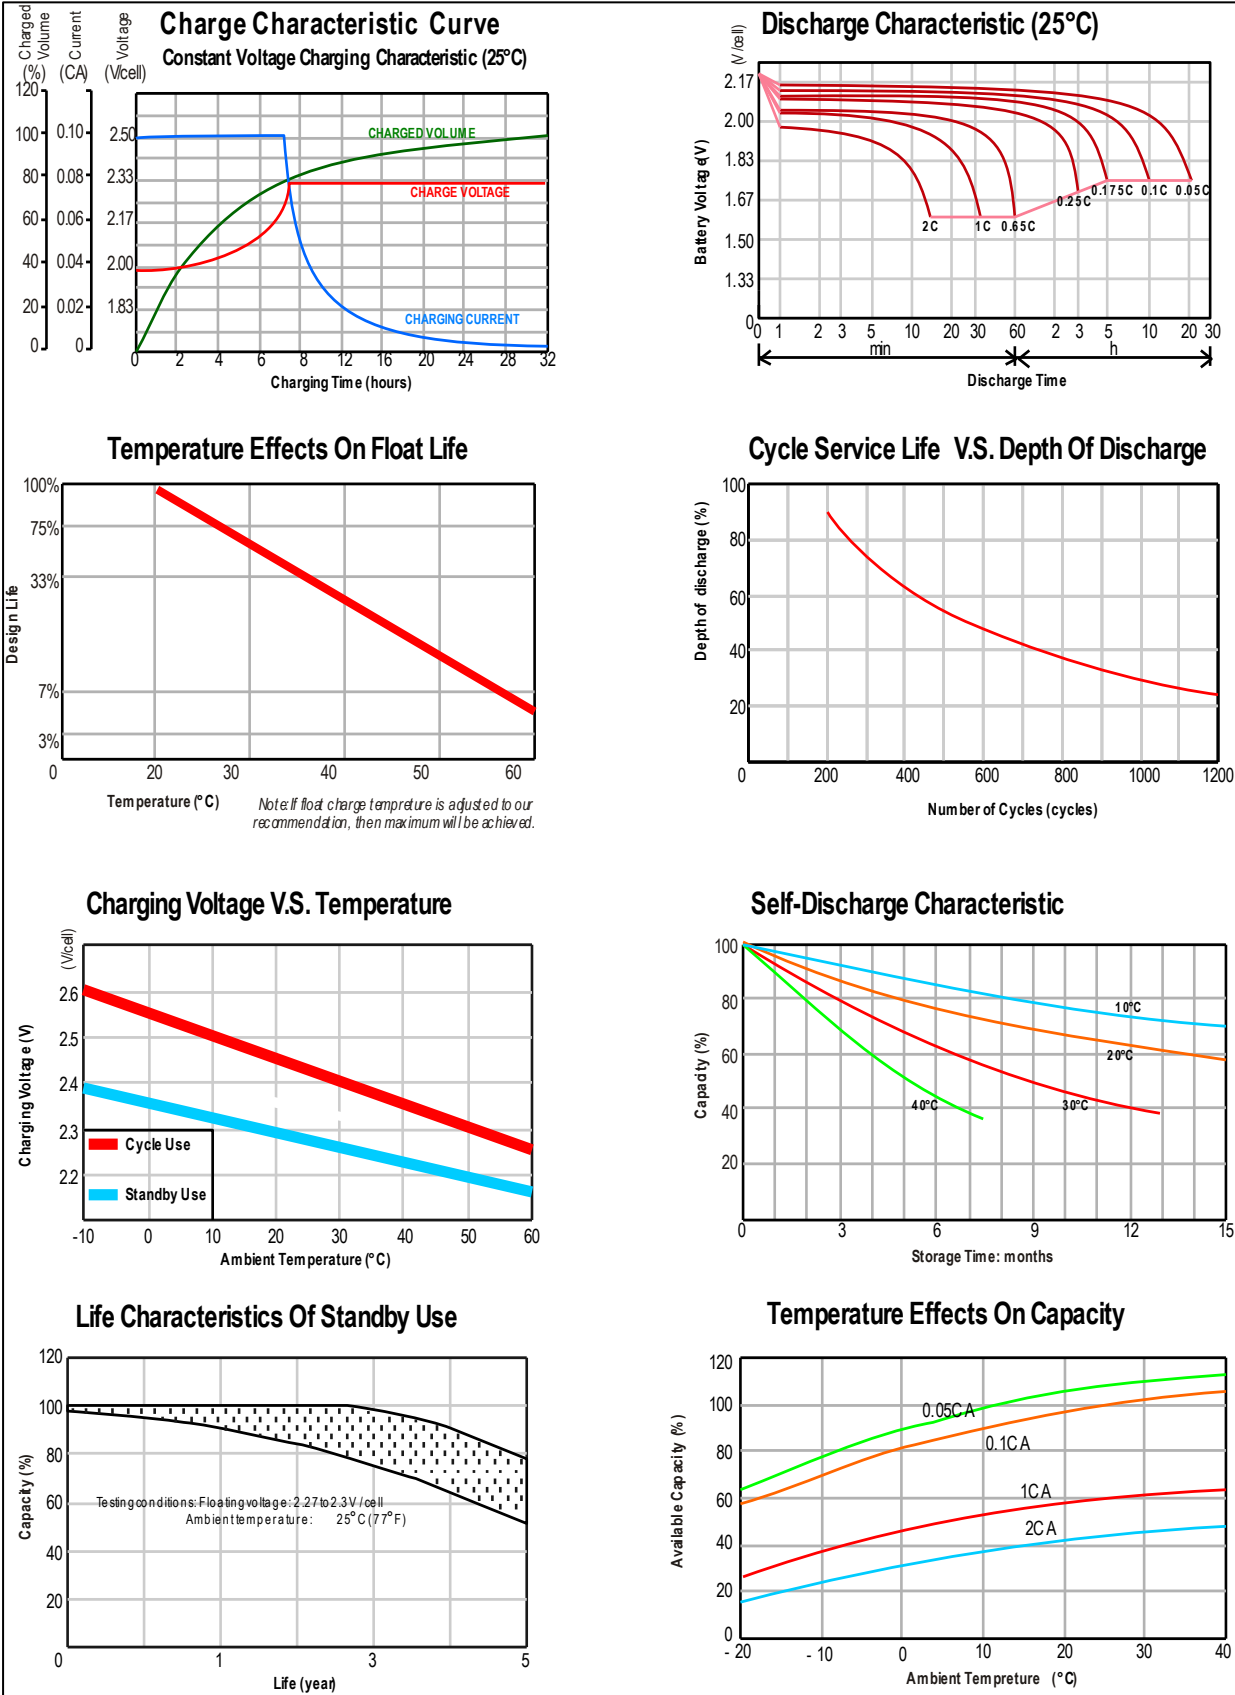 Charge Characteristic Curve
Constant Voltage Charging Characteristic (25°C)
Charged Volume
Current
Voltage
(%) (CA) (V/cell)
120
100 0.10 2.50
80 0.08 2.33
60 0.06 2.17
40 0.04 2.00
20 0.02 1.83
0 0
CHARGED VOLUME
CHARGE VOLTAGE
CHARGING CURRENT
0 2 4 6 8 12 16 20 24 28 32
Charging Time (hours)
Discharge Characteristic (25°C)
(V/cell)
Battery Voltage(V)
2.17
2.00
1.83
1.67
1.50
1.33
0
2C 1C 0.65C 0.25C 0.175C 0.1C 0.05C
0 1 2 3 5 10 20 30 60 2 3 5 10 20 30
min h
Discharge Time
Temperature Effects On Float Life
Design Life
100%
75%
33%
7%
3%
0 20 30 40 50 60
Temperature (°C)
Note:If float charge tempreture is adjusted to our
recommendation, then maximum will be achieved.
Cycle Service Life V.S. Depth Of Discharge
Depth of discharge (%)
100
80
60
40
20
0 200 400 600 800 1000 1200
Number of Cycles (cycles)
Charging Voltage V.S. Temperature
(V/cell)
Charging Voltage (V)
2.6
2.5
2.4
2.3
2.2
Cycle Use
Standby Use
-10 0 10 20 30 40 50 60
Ambient Temperature (°C)
Self-Discharge Characteristic
Capacity (%)
100
80
60
40
20
10°C
20°C
30°C
40°C
0 3 6 9 12 15
Storage Time: months
Life Characteristics Of Standby Use
Capacity (%)
120
100
80
60
40
20
Testing conditions: Floating voltage: 2.27 to 2.3 V / cell
Ambient temperature: 25°C (77°F)
0 1 3 5
Life (year)
Temperature Effects On Capacity
Available Capacity (%)
120
100
80
60
40
20
0
0.05CA
0.1CA
1CA
2CA
- 20 - 10 0 10 20 30 40
Ambient Tempreture (°C)